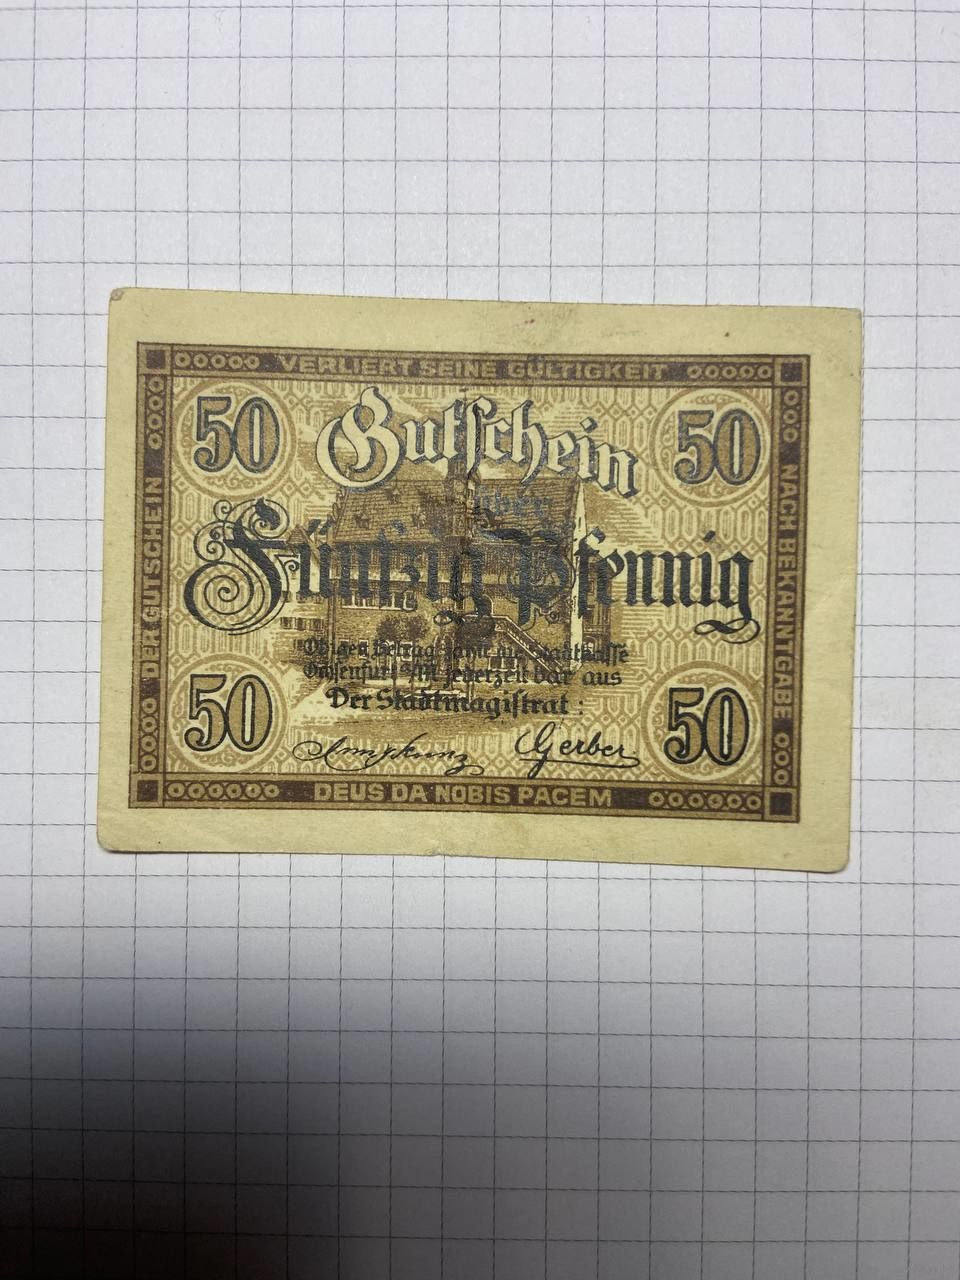 VERLIERT SEINE GÜLTIGKEIT
50 50
Gutschein
über
Fünfzig Pfennig
DER GUTSCHEIN
NACH BEKANNTGABE
Obigen Betrag zahlt die Stadtkasse
Ochsenfurt a/M jederzeit bar aus
Der Stadtmagistrat:
50 50
Gerber.
DEUS DA NOBIS PACEM